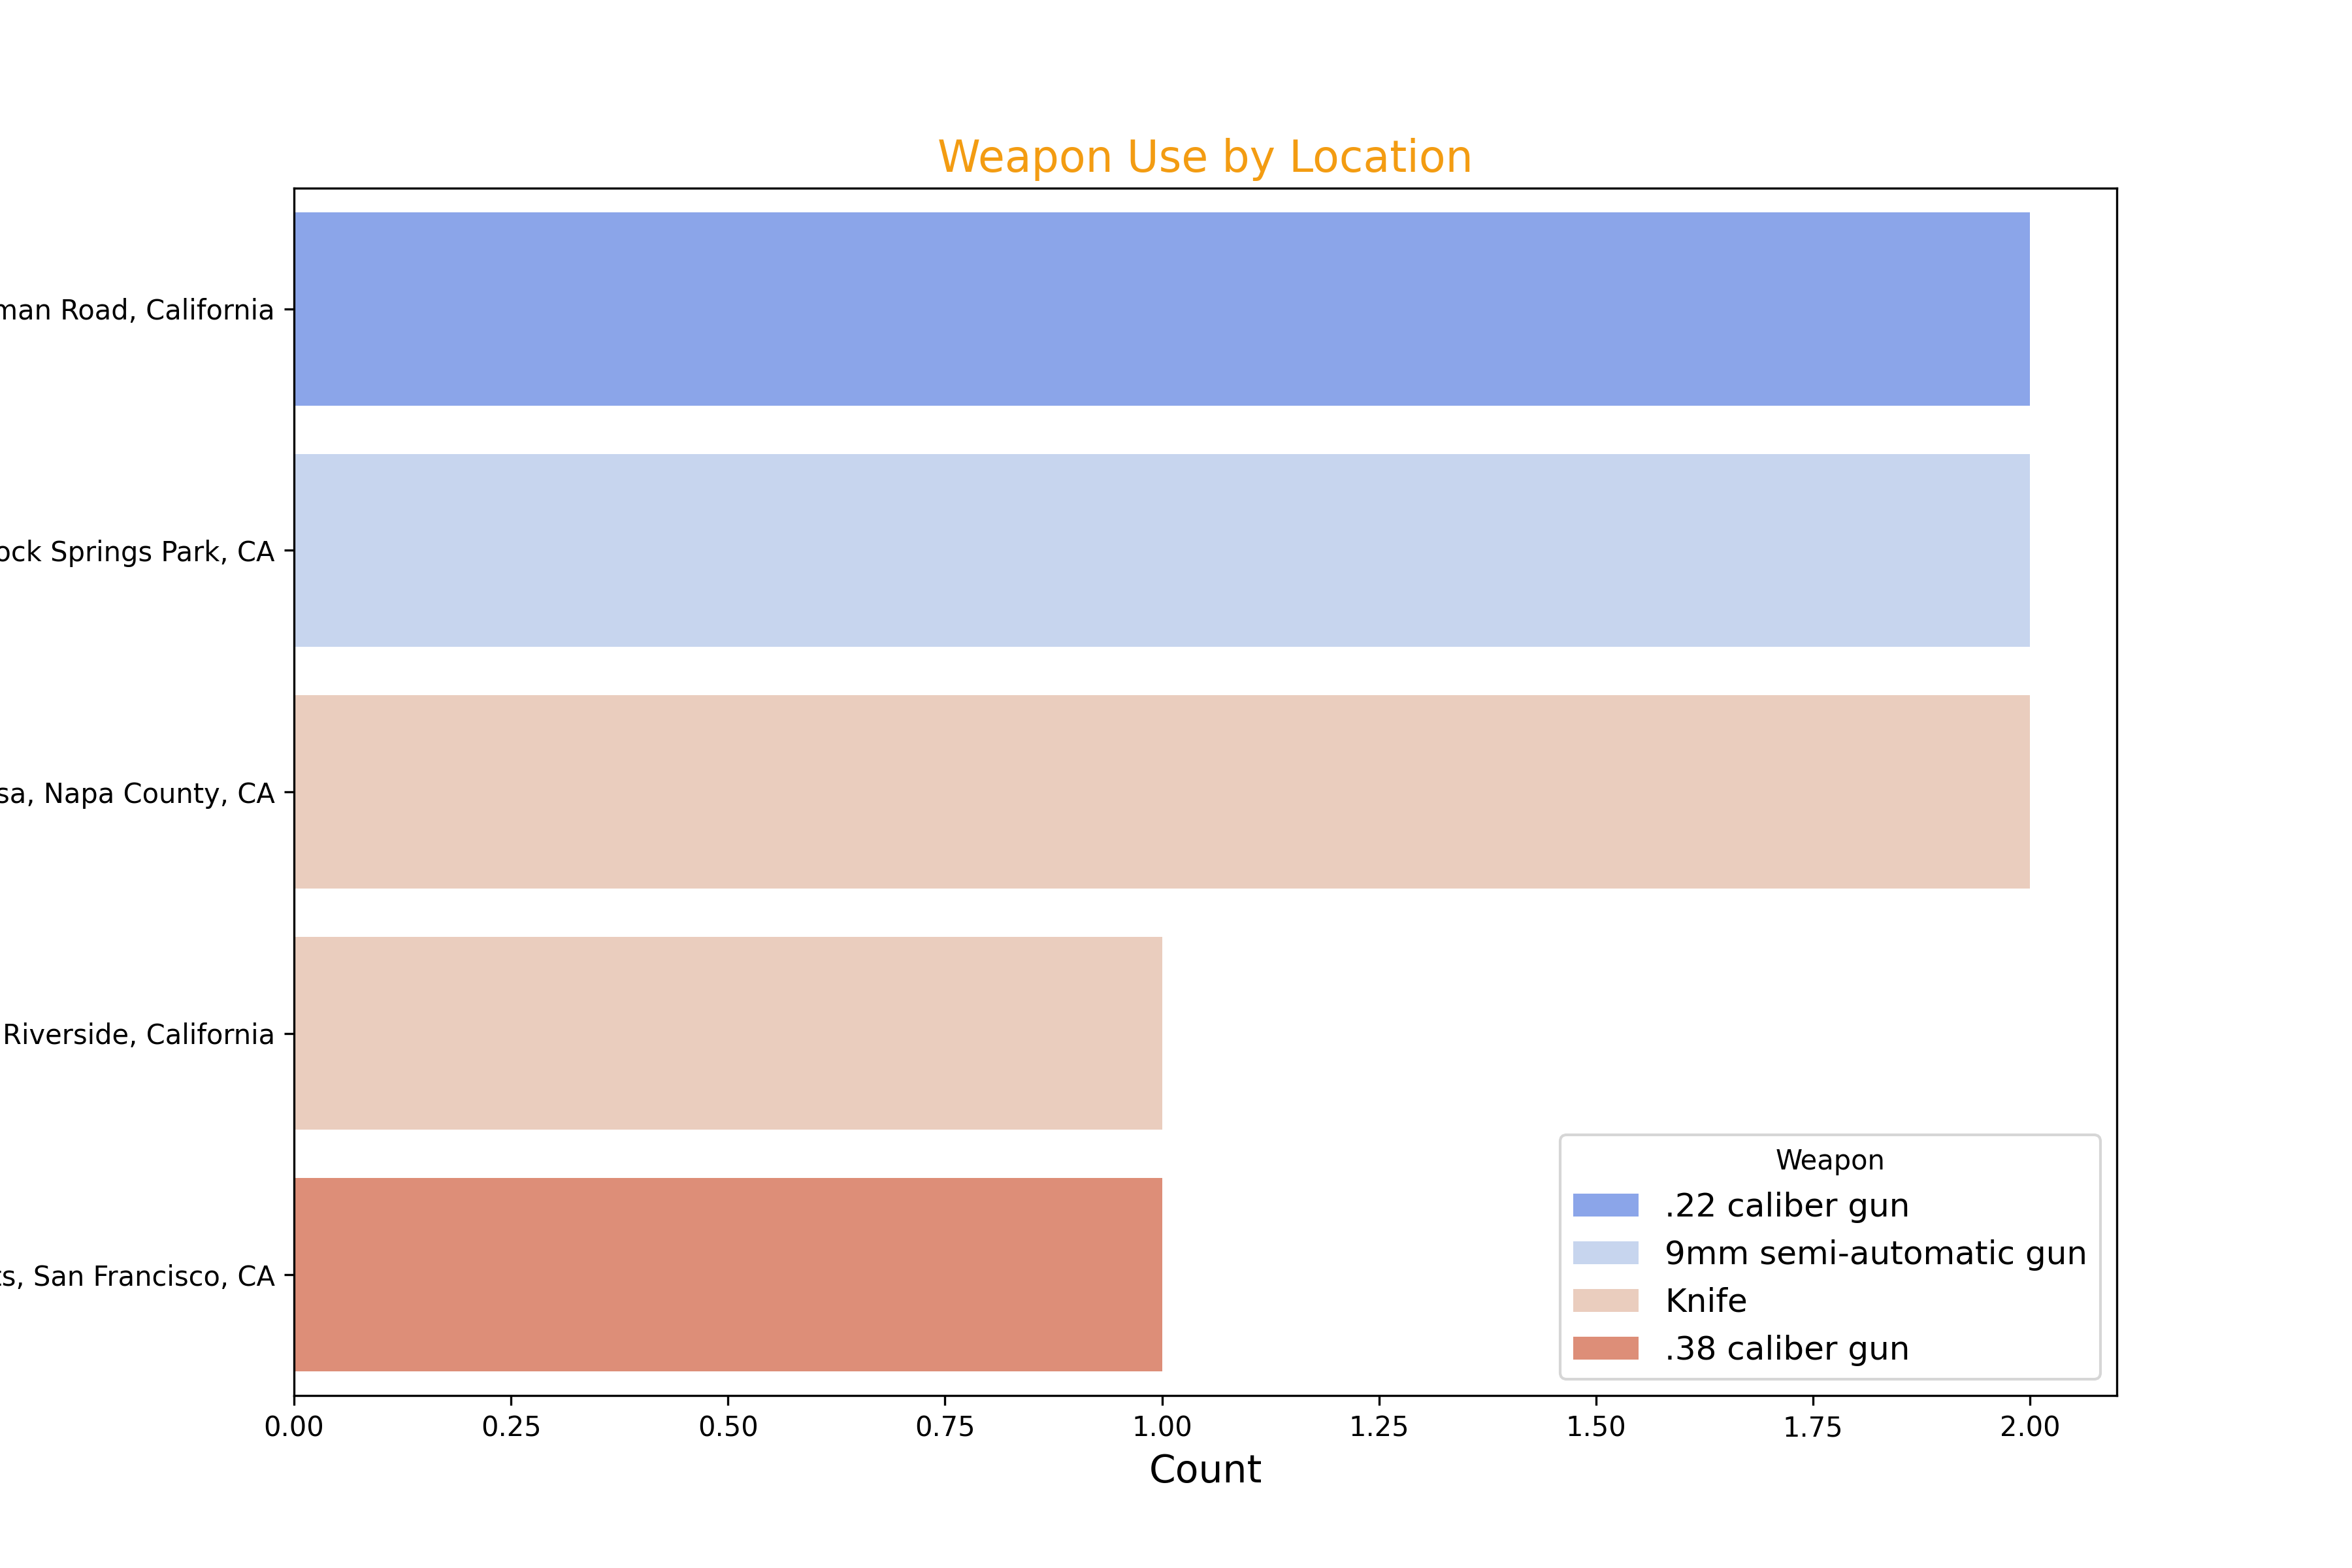 Weapon Use by Location
man Road, California
ock Springs Park, CA
sa, Napa County, CA
Riverside, California
s, San Francisco, CA
Weapon
.22 caliber gun
9mm semi-automatic gun
Knife
.38 caliber gun
0.00 0.25 0.50 0.75 1.00 1.25 1.50 1.75 2.00
Count